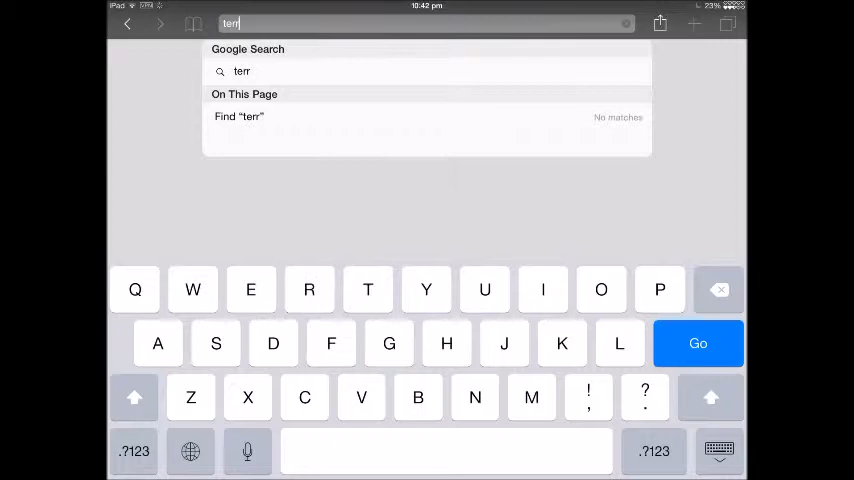 iPad VPN 10:42 pm 23%
terr
Google Search
terr
On This Page
Find “terr” No matches
Q W E R T Y U I O P
A S D F G H J K L Go
Z X C V B N M ! , ? .
.?123 .?123